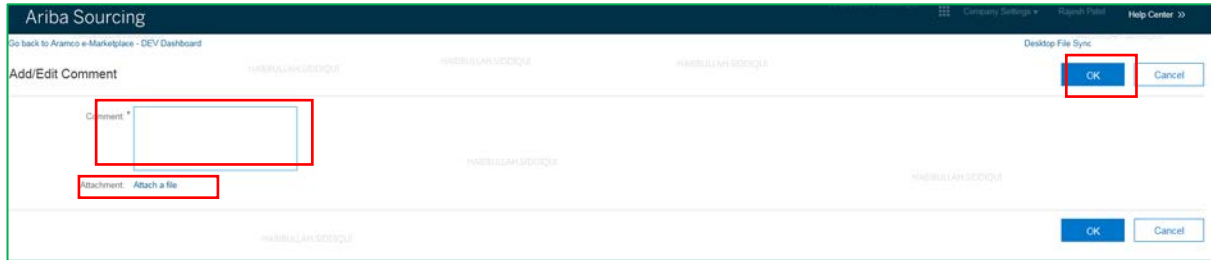 Ariba Sourcing
Company Settings ▾ Rajesh Patel Help Center »
Go back to Aramco e-Marketplace - DEV Dashboard
Desktop File Sync
HABIBULLAH.SIDDIQUI
HABIBULLAH.SIDDIQUI
HABIBULLAH.SIDDIQUI
Add/Edit Comment
OK Cancel
Comment: *
HABIBULLAH.SIDDIQUI
HABIBULLAH.SIDDIQUI
Attachment: Attach a file
HABIBULLAH.SIDDIQUI
OK Cancel